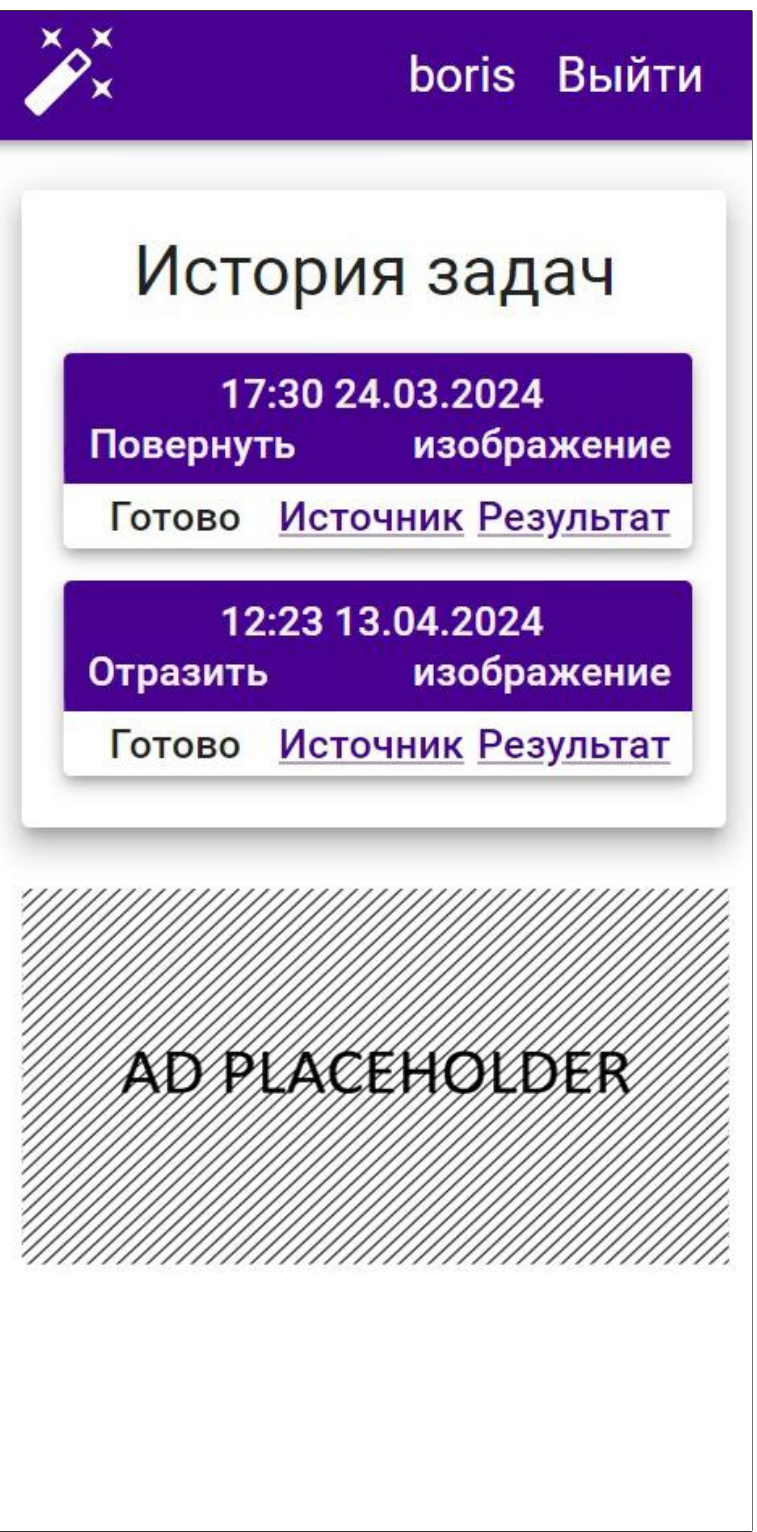 boris Выйти
История задач
17:30 24.03.2024
Повернуть изображение
Готово Источник Результат
12:23 13.04.2024
Отразить изображение
Готово Источник Результат
AD PLACEHOLDER